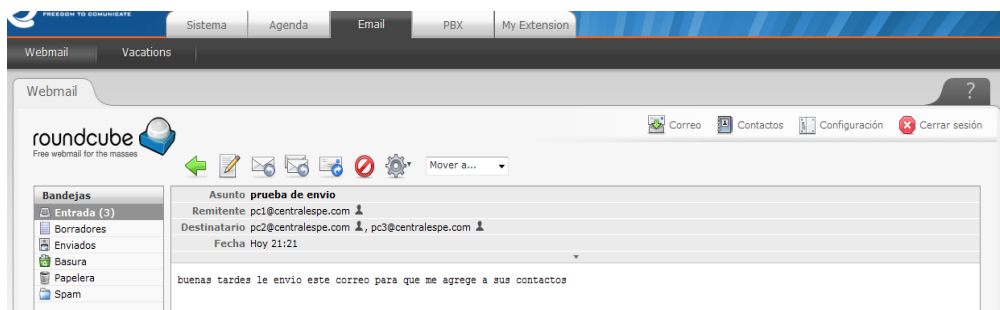 FREEDOM TO COMUNICATE
Sistema Agenda Email PBX My Extension
Webmail Vacations
Webmail ?
roundcube
Free webmail for the masses
Correo Contactos Configuración Cerrar sesión
Mover a...
Bandejas
Entrada (3)
Borradores
Enviados
Basura
Papelera
Spam
Asunto prueba de envio
Remitente pc1@centralespe.com
Destinatario pc2@centralespe.com , pc3@centralespe.com
Fecha Hoy 21:21
buenas tardes le envio este correo para que me agrege a sus contactos